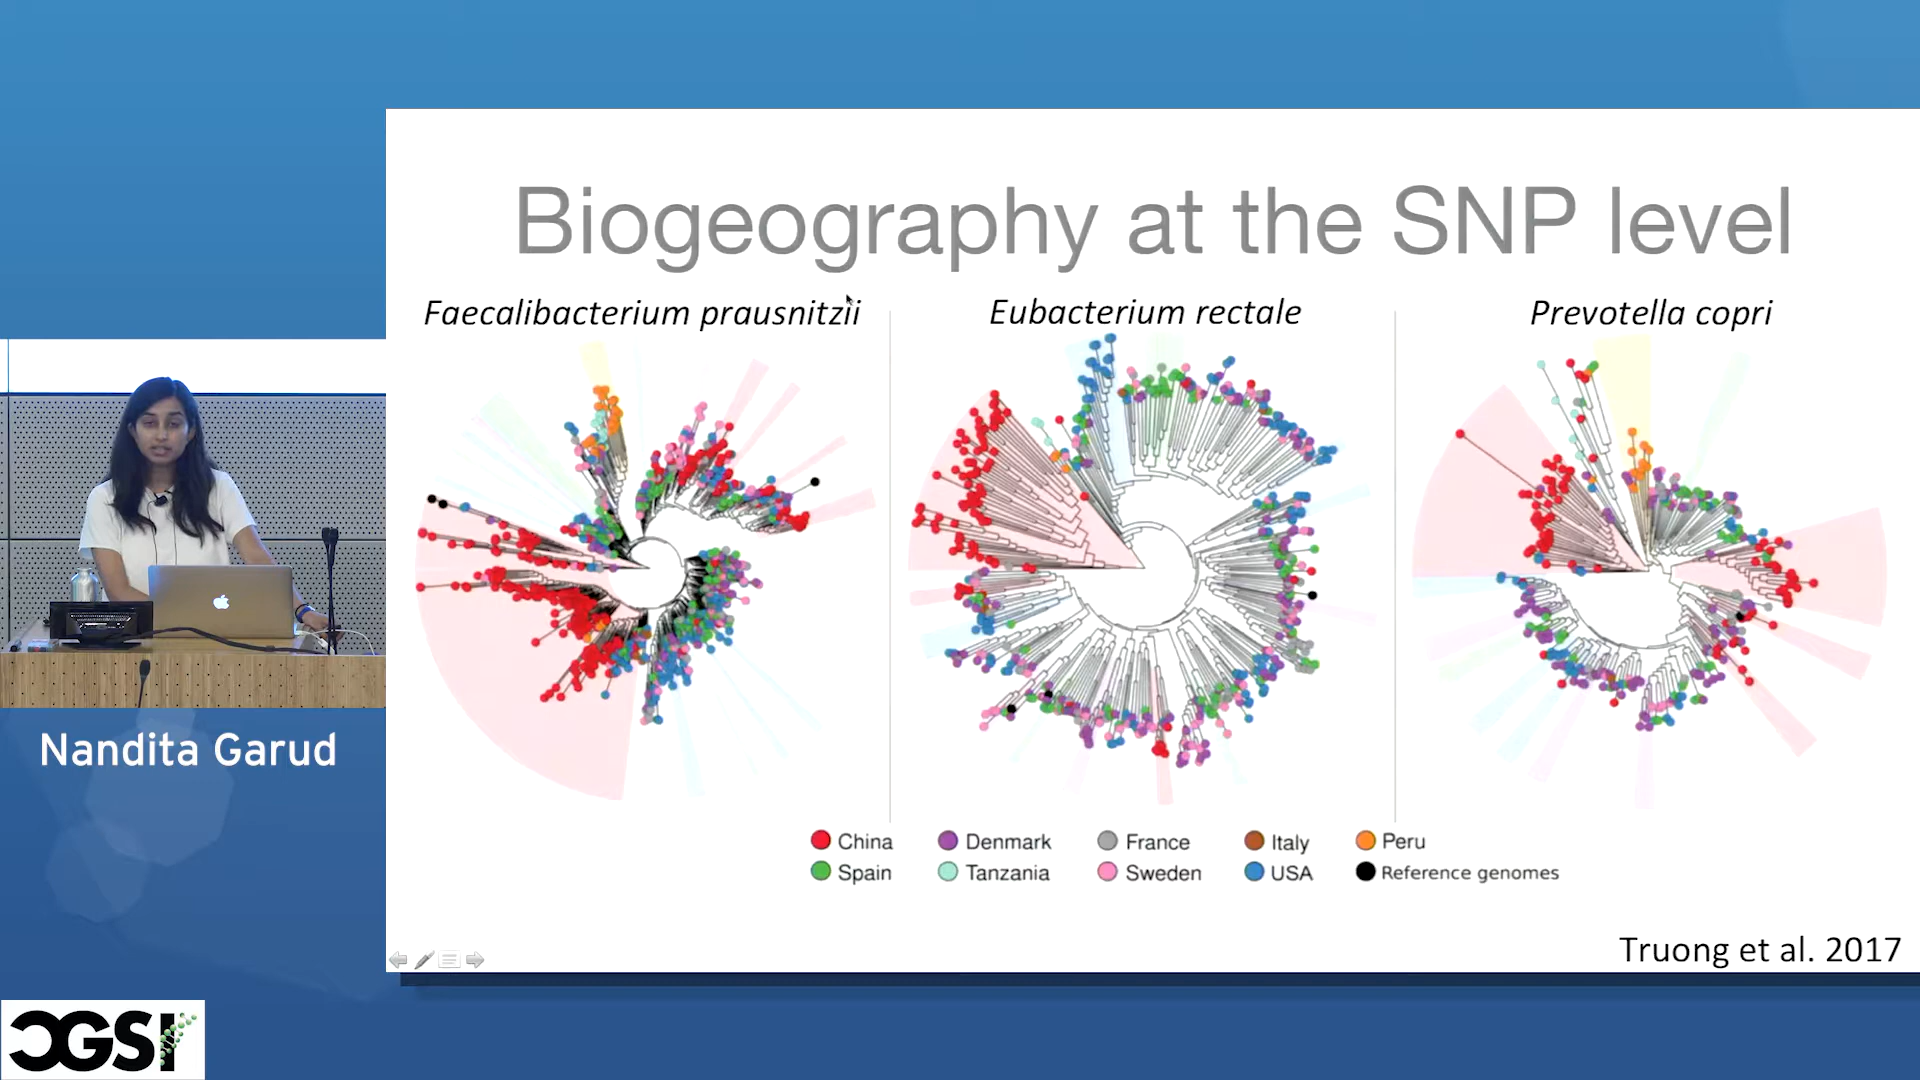 Biogeography at the SNP level
Faecalibacterium prausnitzii
Eubacterium rectale
Prevotella copri
China Denmark France Italy Peru
Spain Tanzania Sweden USA Reference genomes
Truong et al. 2017
Nandita Garud
CGSI